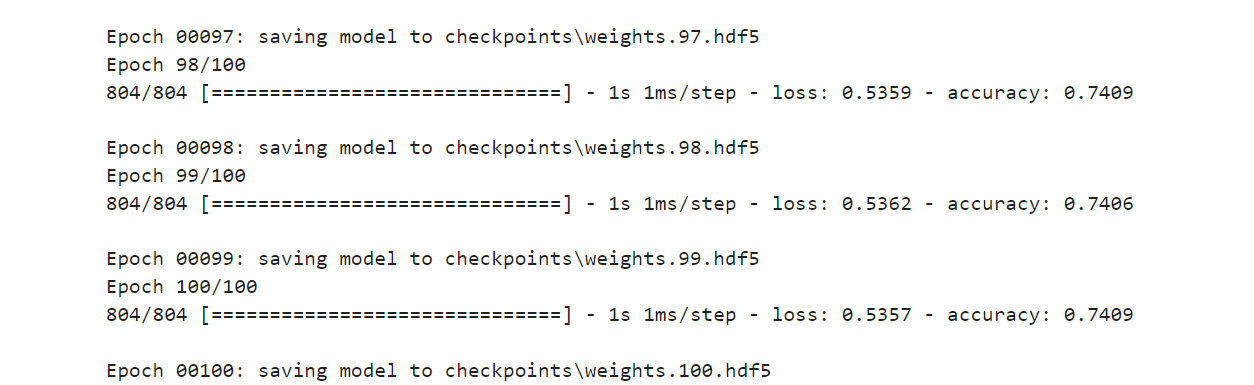 Epoch 00097: saving model to checkpoints\weights.97.hdf5
Epoch 98/100
804/804 [==============================] - 1s 1ms/step - loss: 0.5359 - accuracy: 0.7409
Epoch 00098: saving model to checkpoints\weights.98.hdf5
Epoch 99/100
804/804 [==============================] - 1s 1ms/step - loss: 0.5362 - accuracy: 0.7406
Epoch 00099: saving model to checkpoints\weights.99.hdf5
Epoch 100/100
804/804 [==============================] - 1s 1ms/step - loss: 0.5357 - accuracy: 0.7409
Epoch 00100: saving model to checkpoints\weights.100.hdf5